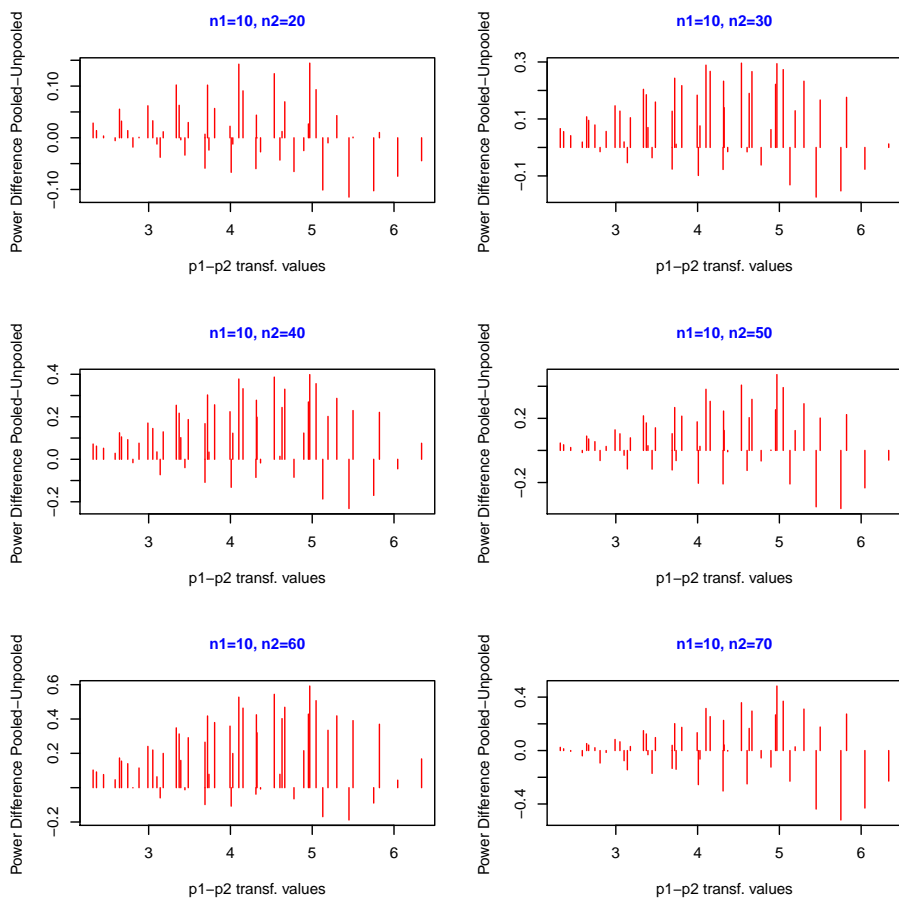 n1=10, n2=20
Power Difference Pooled−Unpooled
0.10
0.00
−0.10
3 4 5 6
p1−p2 transf. values
n1=10, n2=30
Power Difference Pooled−Unpooled
0.3
0.1
−0.1
3 4 5 6
p1−p2 transf. values
n1=10, n2=40
Power Difference Pooled−Unpooled
0.4
0.2
0.0
−0.2
3 4 5 6
p1−p2 transf. values
n1=10, n2=50
Power Difference Pooled−Unpooled
0.2
−0.2
3 4 5 6
p1−p2 transf. values
n1=10, n2=60
Power Difference Pooled−Unpooled
0.6
0.2
−0.2
3 4 5 6
p1−p2 transf. values
n1=10, n2=70
Power Difference Pooled−Unpooled
0.4
0.0
−0.4
3 4 5 6
p1−p2 transf. values